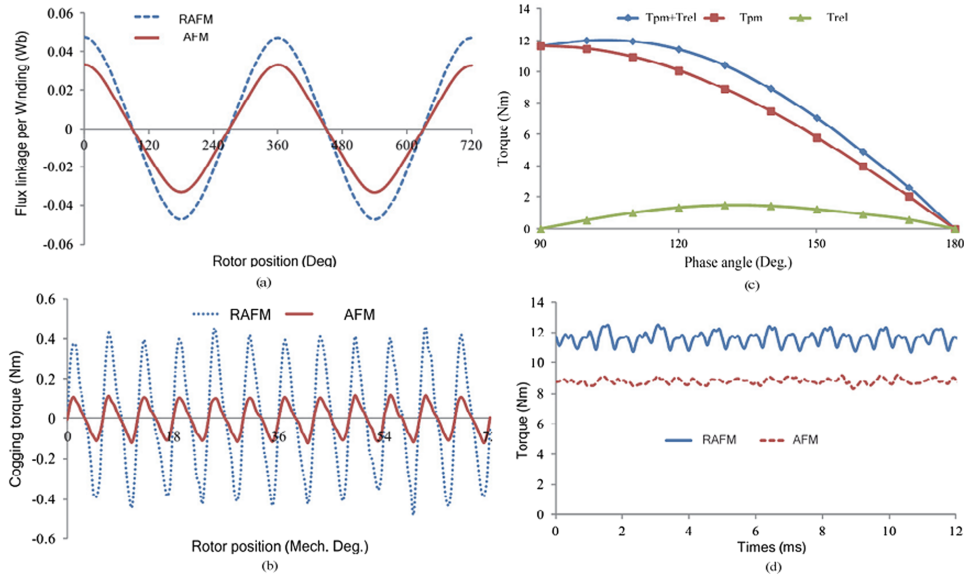 0.06
0.04
0.02
0
-0.02
-0.04
-0.06
Flux linkage per Wnding (Wb)
RAFM
AFM
0 120 240 360 480 600 720
Rotor position (Deg)
(a)
14
12
10
8
6
4
2
0
Torque (Nm)
Tpm+Trel Tpm Trel
90 120 150 180
Phase angle (Deg.)
(c)
0.6
0.4
0.2
0
-0.2
-0.4
-0.6
Cogging torque (Nm)
RAFM AFM
0 18 36 54
Rotor position (Mech. Deg.)
(b)
14
12
10
8
6
4
2
0
Torque (Nm)
RAFM AFM
0 2 4 6 8 10 12
Times (ms)
(d)